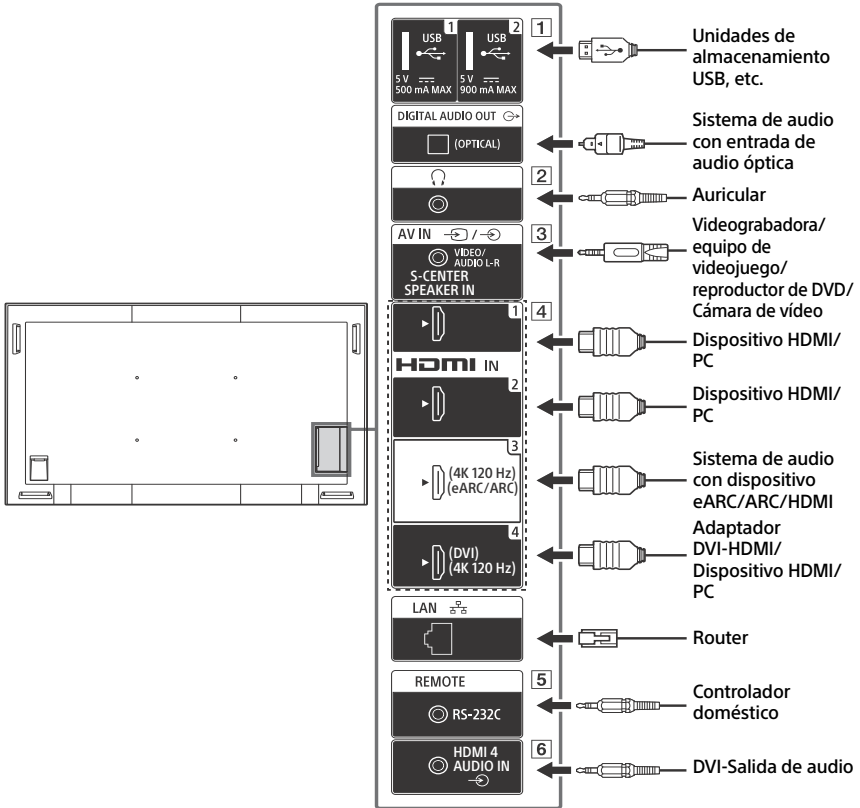 1
USB
5 V
500 mA MAX
2
USB
5 V
900 mA MAX
1
Unidades de
almacenamiento
USB, etc.
DIGITAL AUDIO OUT
(OPTICAL)
Sistema de audio
con entrada de
audio óptica
2
Auricular
AV IN /
3
VÍDEO/
AUDIO L-R
S-CENTER
SPEAKER IN
Videograbadora/
equipo de
videojuego/
reproductor de DVD/
Cámara de vídeo
1
4
Dispositivo HDMI/
PC
HDMI IN
2
Dispositivo HDMI/
PC
3
(4K 120 Hz)
(eARC/ARC)
Sistema de audio
con dispositivo
eARC/ARC/HDMI
4
(DVI)
(4K 120 Hz)
Adaptador
DVI-HDMI/
Dispositivo HDMI/
PC
LAN
Router
REMOTE
5
RS-232C
Controlador
doméstico
HDMI 4
AUDIO IN
6
DVI-Salida de audio